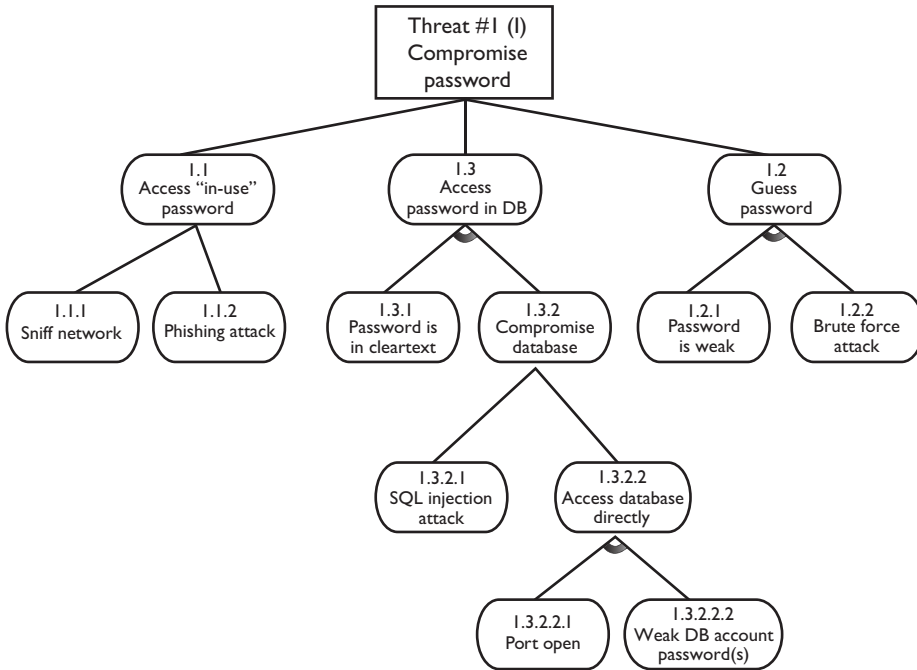 Threat #1 (I)
Compromise
password
1.1
Access “in-use”
password
1.3
Access
password in DB
1.2
Guess
password
1.1.1
Sniff network
1.1.2
Phishing attack
1.3.1
Password is
in cleartext
1.3.2
Compromise
database
1.2.1
Password
is weak
1.2.2
Brute force
attack
1.3.2.1
SQL injection
attack
1.3.2.2
Access database
directly
1.3.2.2.1
Port open
1.3.2.2.2
Weak DB account
password(s)